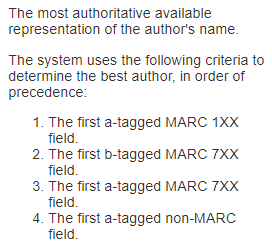 The most authoritative available
representation of the author's name.
The system uses the following criteria to
determine the best author, in order of
precedence:
1. The first a-tagged MARC 1XX
field.
2. The first b-tagged MARC 7XX
field.
3. The first a-tagged MARC 7XX
field.
4. The first a-tagged non-MARC
field.